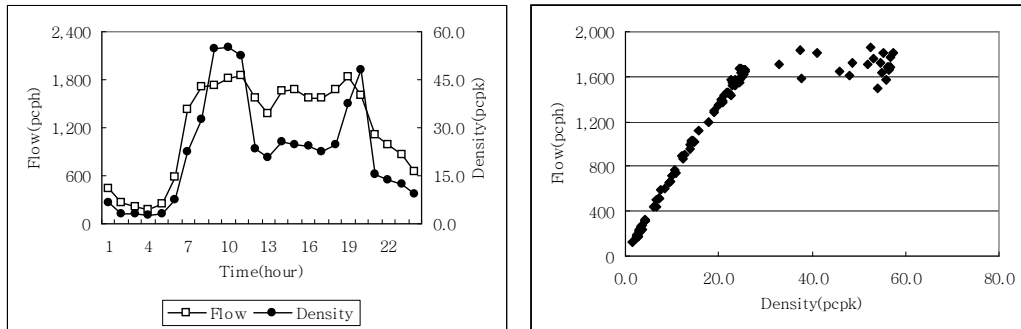 2,400
1,800
1,200
600
0
Flow(pcph)
60.0
45.0
30.0
15.0
0.0
Density(pcpk)
1 4 7 10 13 16 19 22
Time(hour)
Flow Density
2,000
1,600
1,200
800
400
0
Flow(pcph)
0.0 20.0 40.0 60.0 80.0
Density(pcpk)